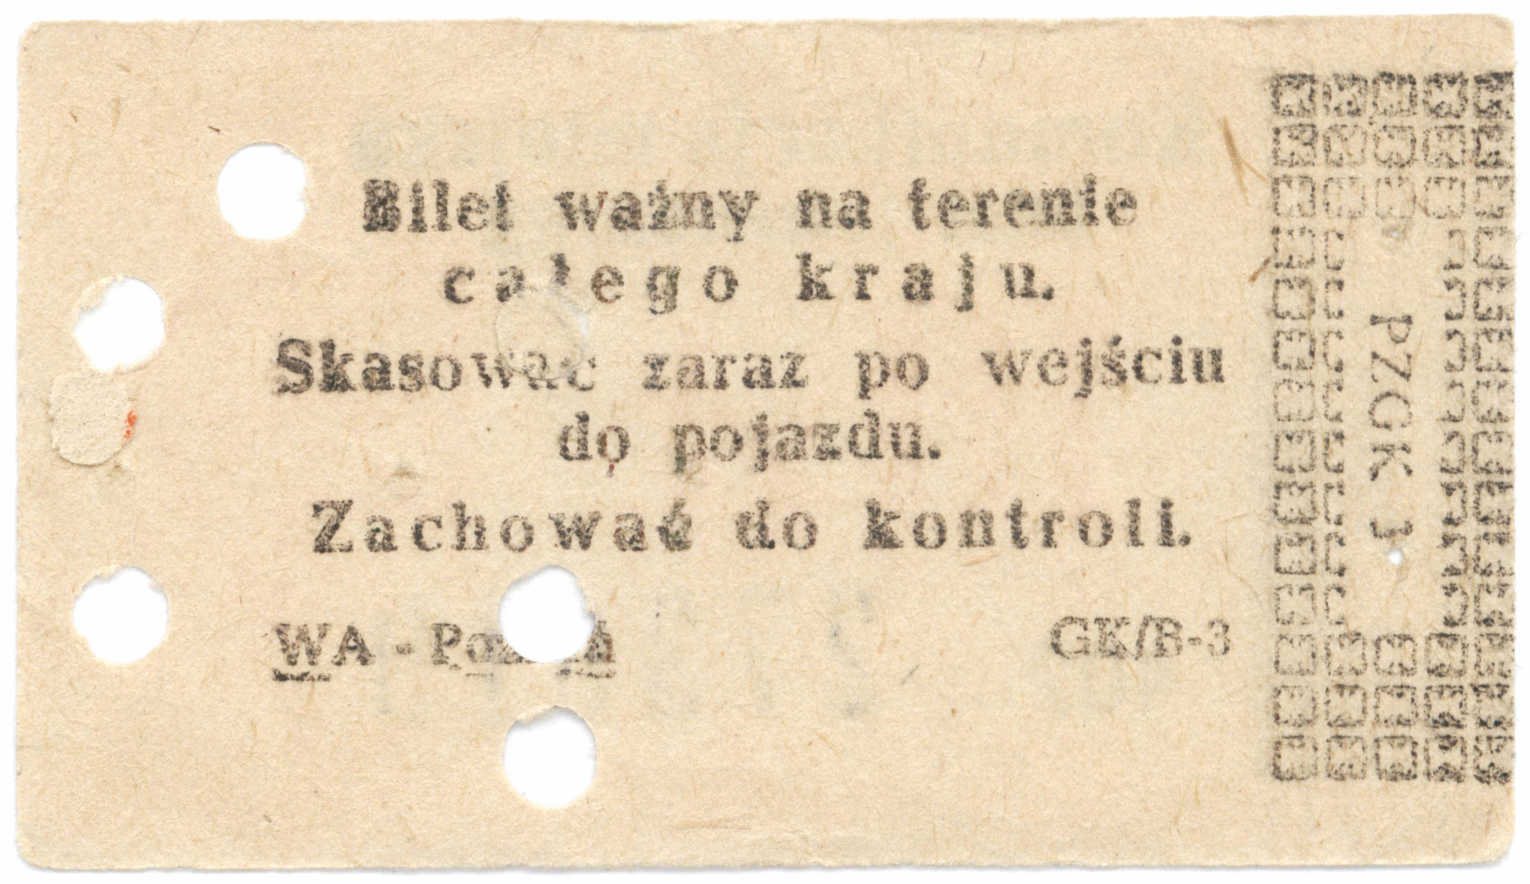 Bilet ważny na terenie
całego kraju.
Skasować zaraz po wejściu
do pojazdu.
Zachować do kontroli.
WA - Poznań
GK/B-3
PZGK 3